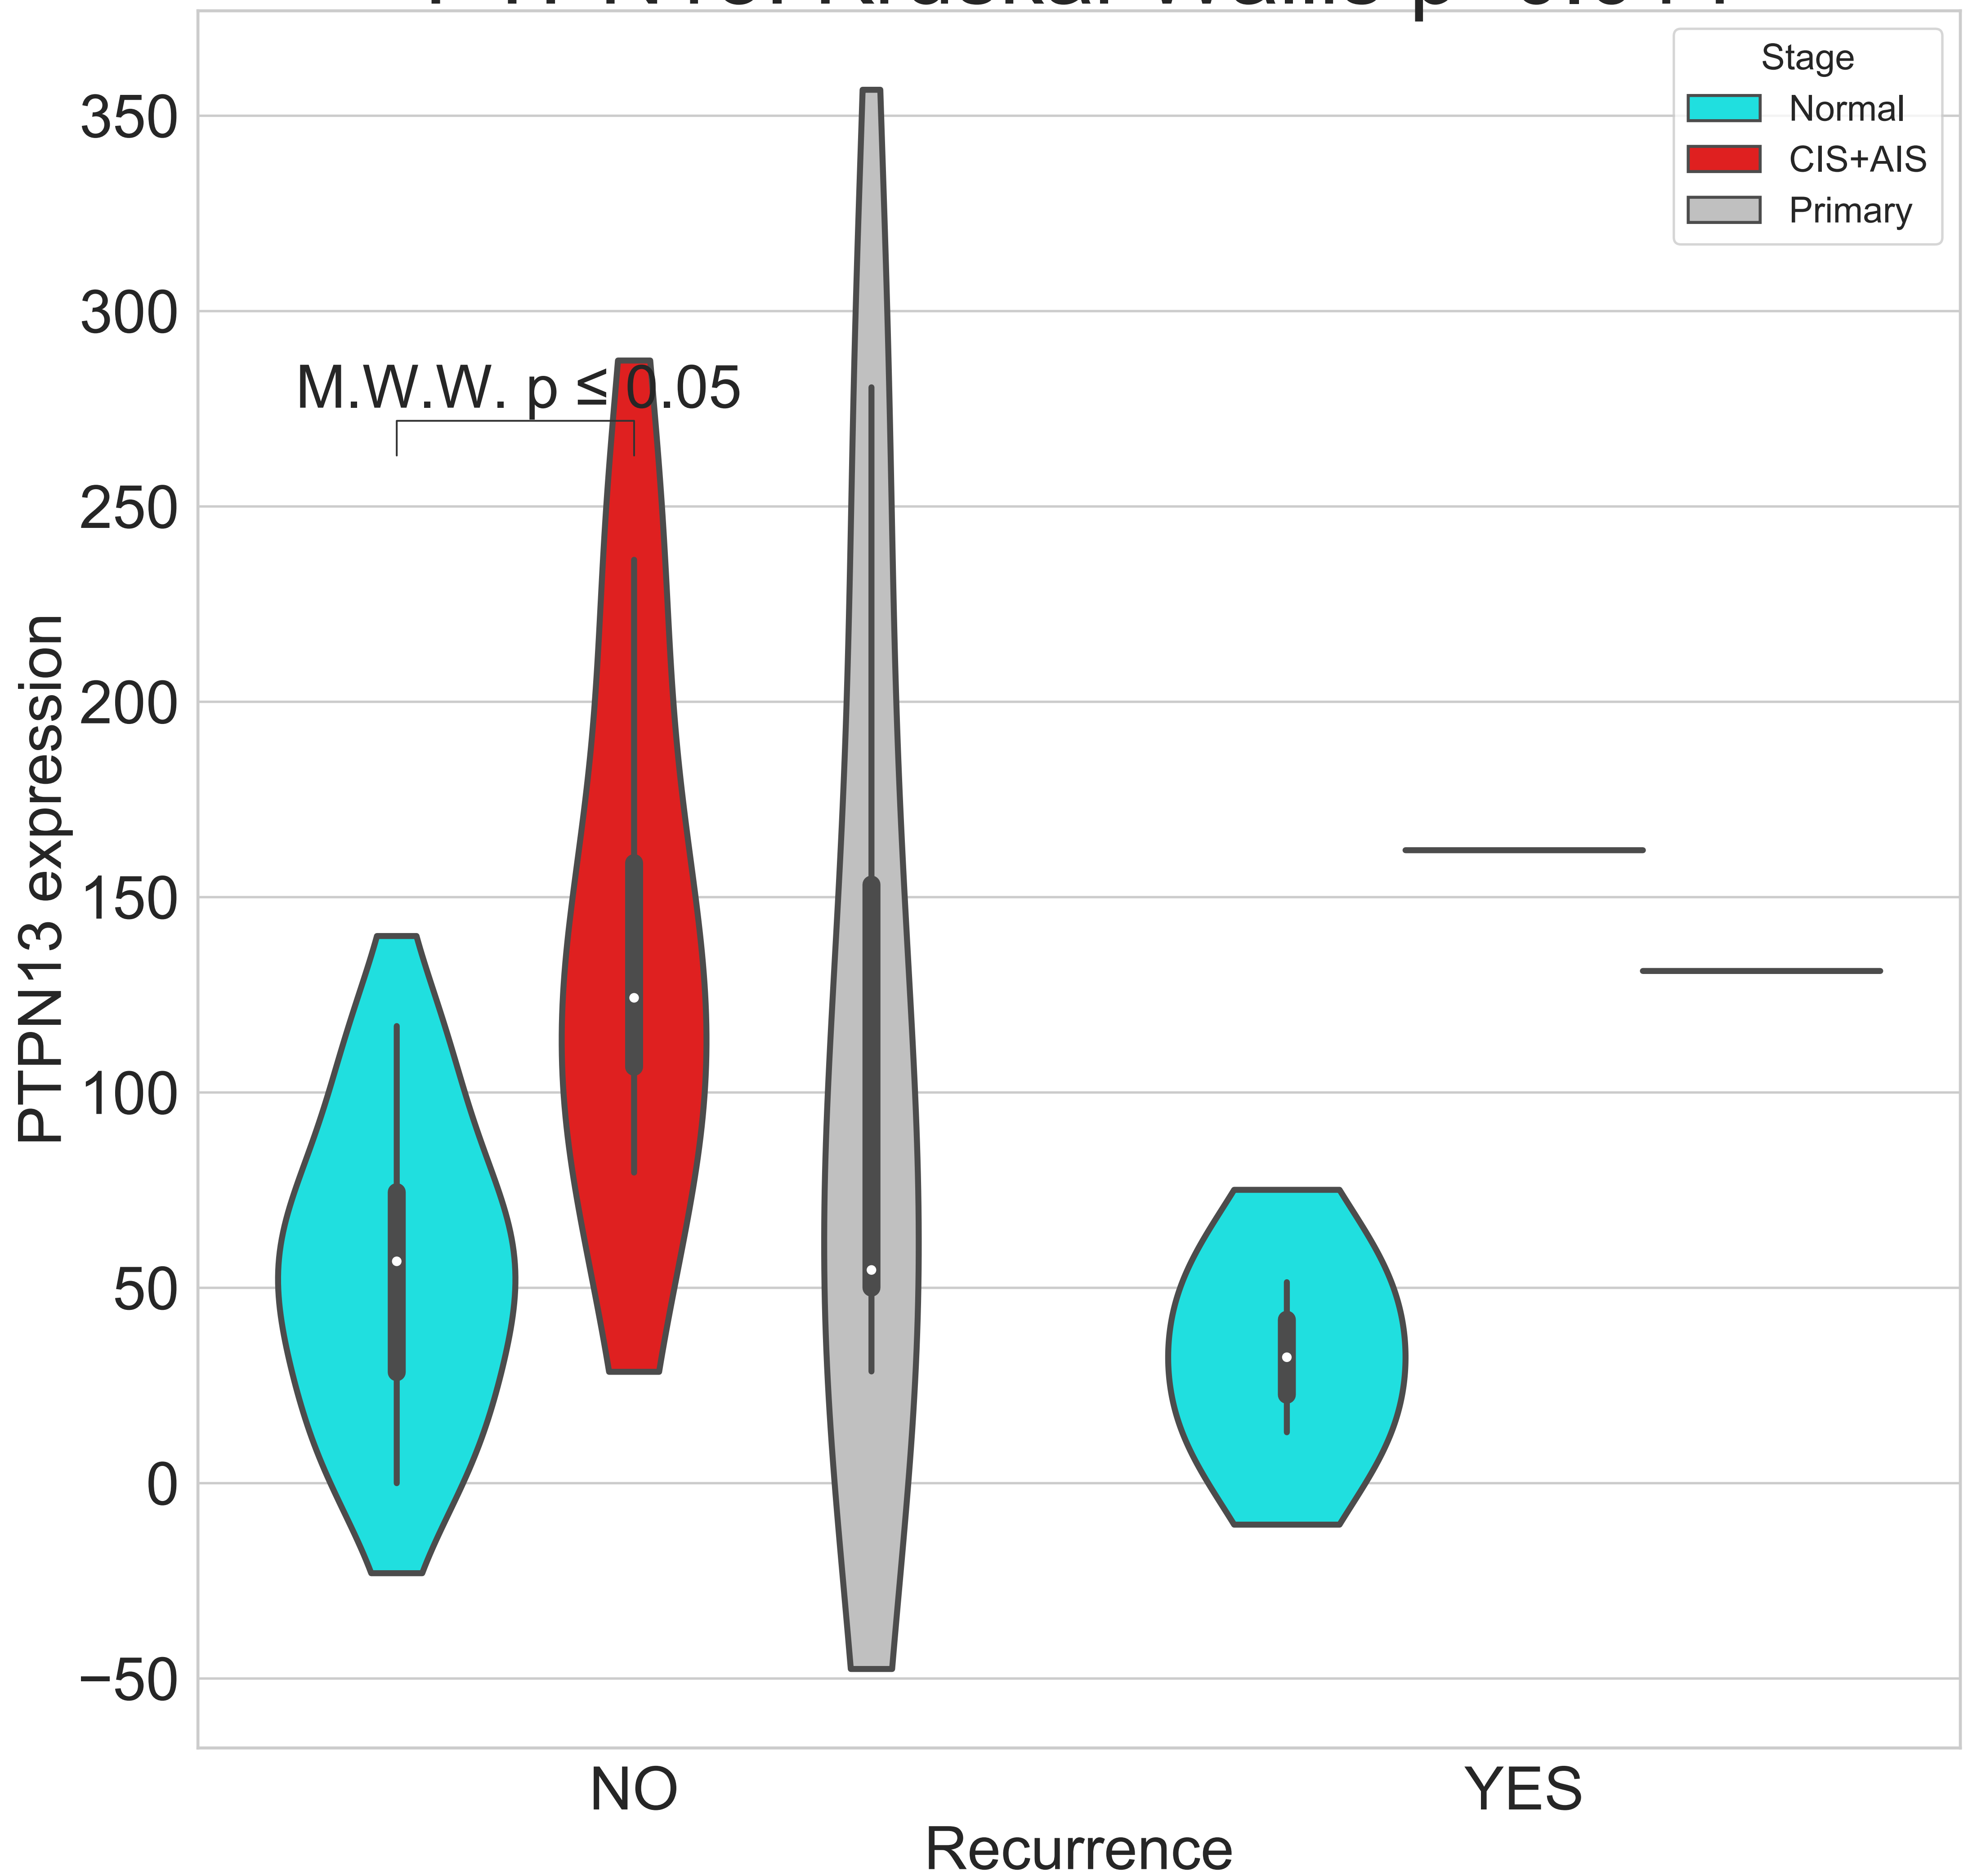 Stage
Normal
CIS+AIS
Primary
350
300
M.W.W. p ≤ 0.05
250
200
150
100
50
0
−50
PTPN13 expression
NO
YES
Recurrence